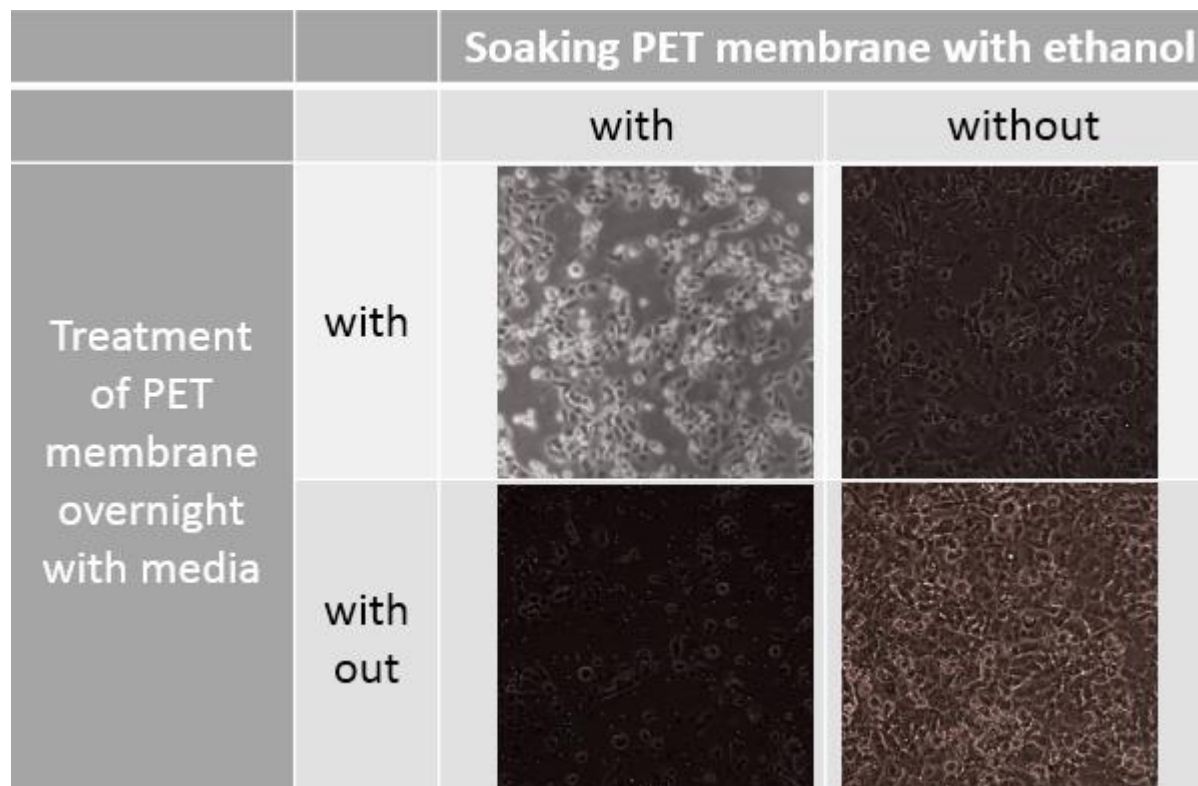 Soaking PET membrane with ethanol
with
without
Treatment
of PET
membrane
overnight
with media
with
with
out